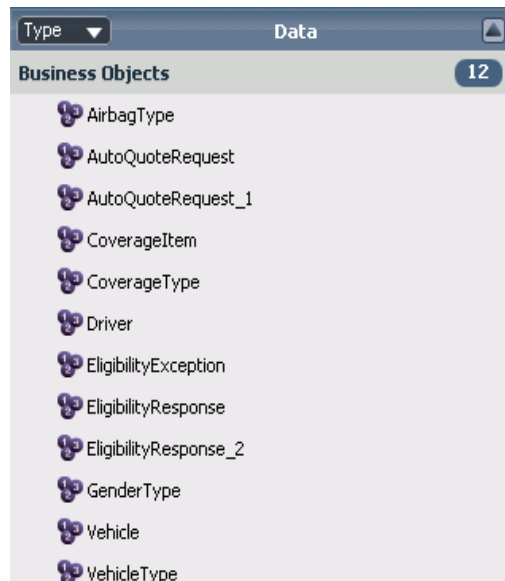 Type Data
Business Objects 12
AirbagType
AutoQuoteRequest
AutoQuoteRequest_1
CoverageItem
CoverageType
Driver
EligibilityException
EligibilityResponse
EligibilityResponse_2
GenderType
Vehicle
VehicleType